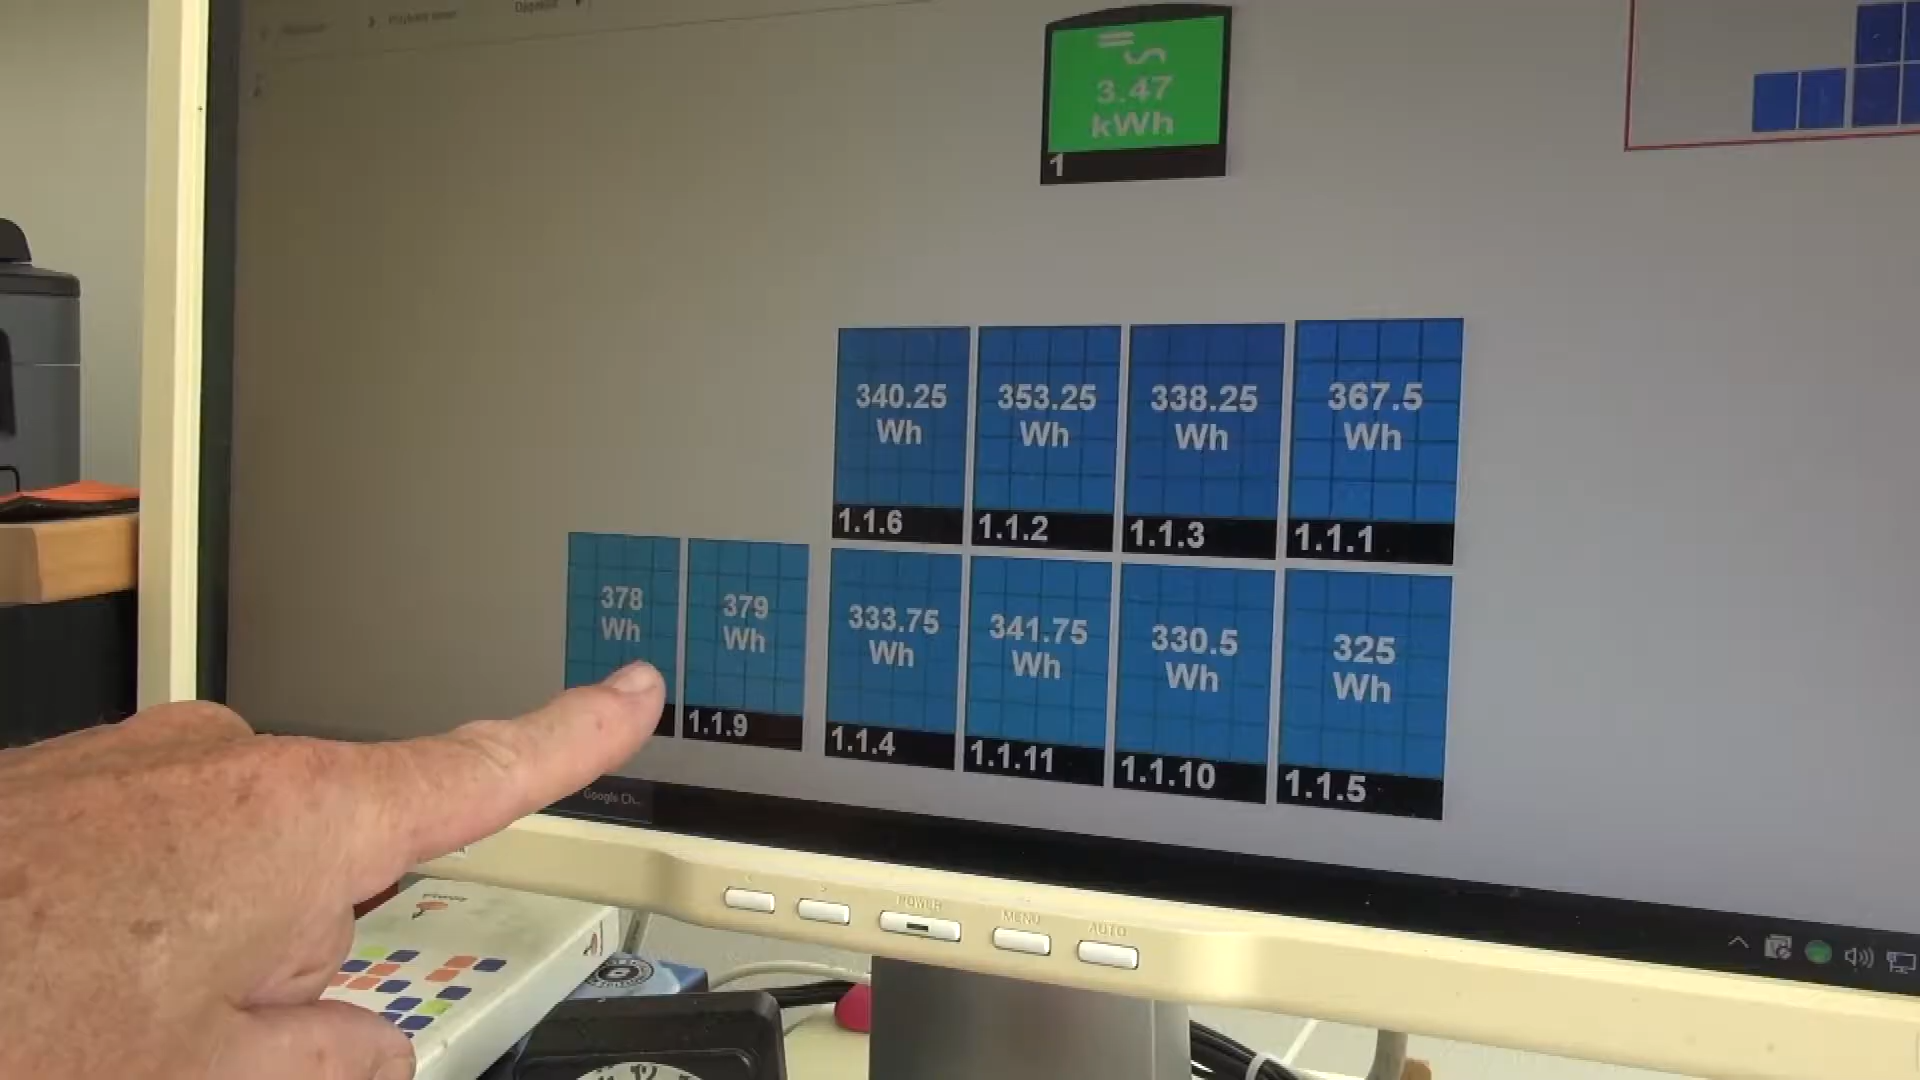 3.47
kWh
1
340.25
Wh
1.1.6
353.25
Wh
1.1.2
338.25
Wh
1.1.3
367.5
Wh
1.1.1
378
Wh
379
Wh
1.1.9
333.75
Wh
1.1.4
341.75
Wh
1.1.11
330.5
Wh
1.1.10
325
Wh
1.1.5
Google Ch...
< >
POWER
MENU
AUTO
12